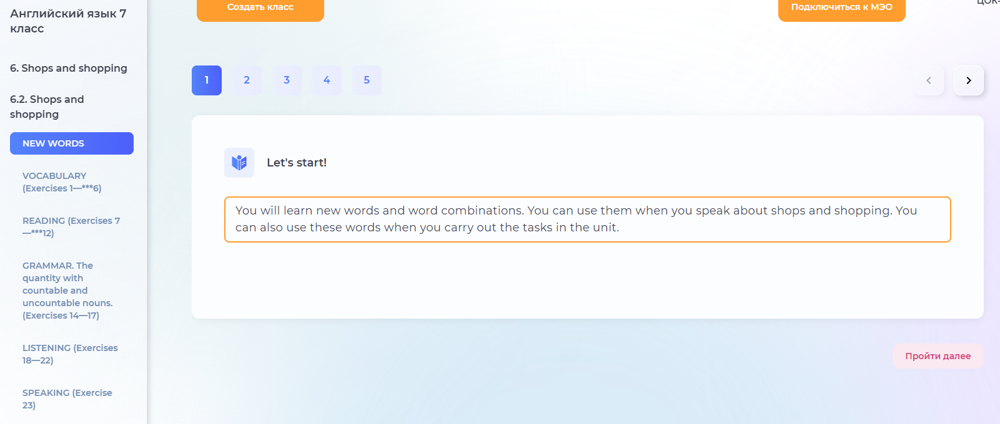 Английский язык 7
класс
6. Shops and shopping
6.2. Shops and
shopping
NEW WORDS
VOCABULARY
(Exercises 1—***6)
READING (Exercises 7
—***12)
GRAMMAR. The
quantity with
countable and
uncountable nouns.
(Exercises 14—17)
LISTENING (Exercises
18—22)
SPEAKING (Exercise
23)
Создать класс
Подключиться к МЭО
1 2 3 4 5
Let's start!
You will learn new words and word combinations. You can use them when you speak about shops and shopping. You
can also use these words when you carry out the tasks in the unit.
Пройти далее